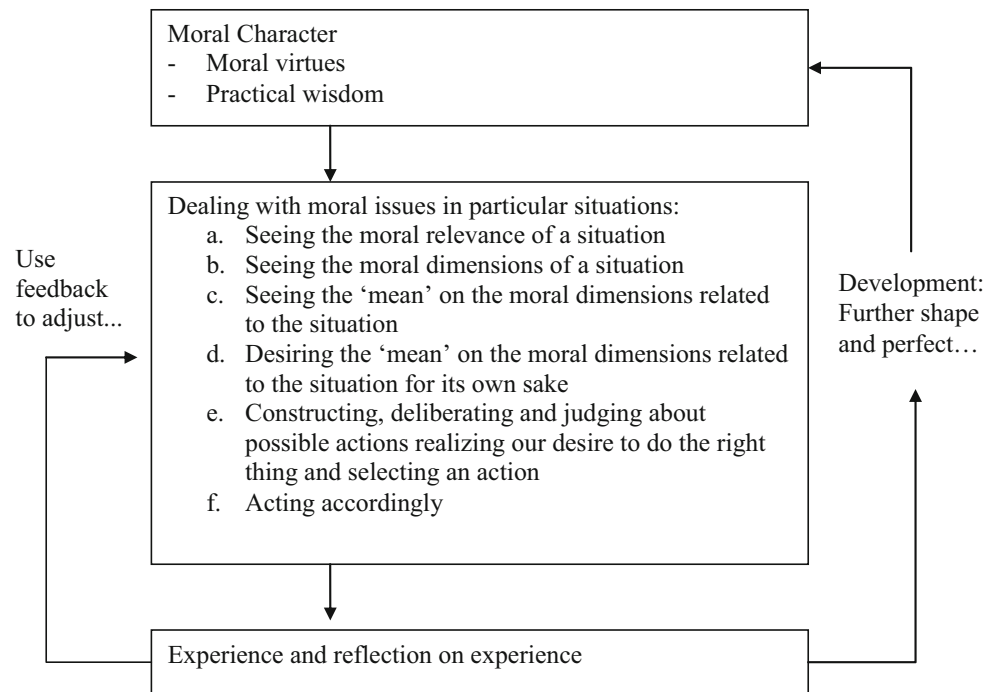 Moral Character
- Moral virtues
- Practical wisdom
Dealing with moral issues in particular situations:
a. Seeing the moral relevance of a situation
b. Seeing the moral dimensions of a situation
c. Seeing the ‘mean’ on the moral dimensions related
to the situation
d. Desiring the ‘mean’ on the moral dimensions related
to the situation for its own sake
e. Constructing, deliberating and judging about
possible actions realizing our desire to do the right
thing and selecting an action
f. Acting accordingly
Use
feedback
to adjust...
Development:
Further shape
and perfect…
Experience and reflection on experience